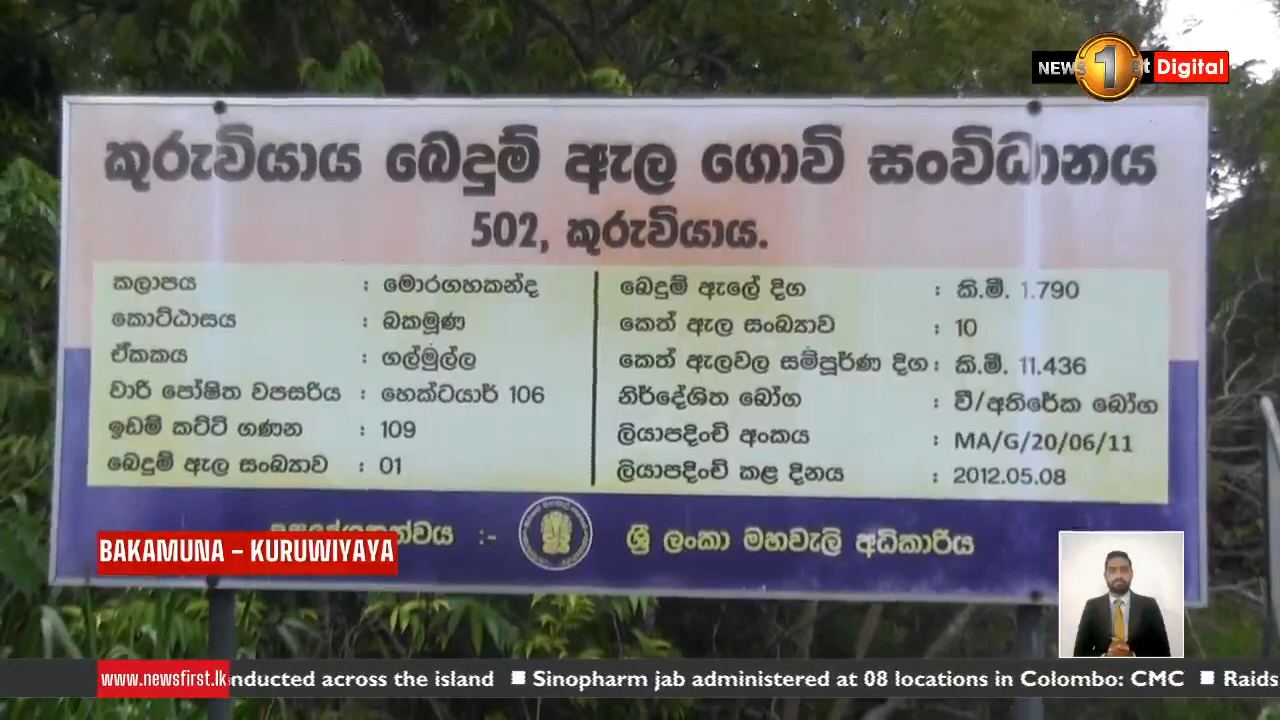 NEWS 1st Digital
කුරුවියාය බෙදුම් ඇල ගොවි සංවිධානය
502, කුරුවියාය.
කලාපය : මොරගහකන්ද
කොට්ඨාසය : බකමූණ
ඒකකය : ගල්මුල්ල
වාරි පෝෂිත වපසරිය : හෙක්ටයාර් 106
ඉඩම් කට්ටි ගණන : 109
බෙදුම් ඇල සංඛ්‍යාව : 01
බෙදුම් ඇලේ දිග : කි.මී. 1.790
කෙත් ඇල සංඛ්‍යාව : 10
කෙත් ඇලවල සම්පූර්ණ දිග : කි.මී. 11.436
නිර්දේශිත බෝග : වී/අතිරේක බෝග
ලියාපදිංචි අංකය : MA/G/20/06/11
ලියාපදිංචි කළ දිනය : 2012.05.08
:- ශ්‍රී ලංකා මහවැලි අධිකාරිය
BAKAMUNA - KURUWIYAYA
www.newsfirst.lk nducted across the island ■ Sinopharm jab administered at 08 locations in Colombo: CMC ■ Raids